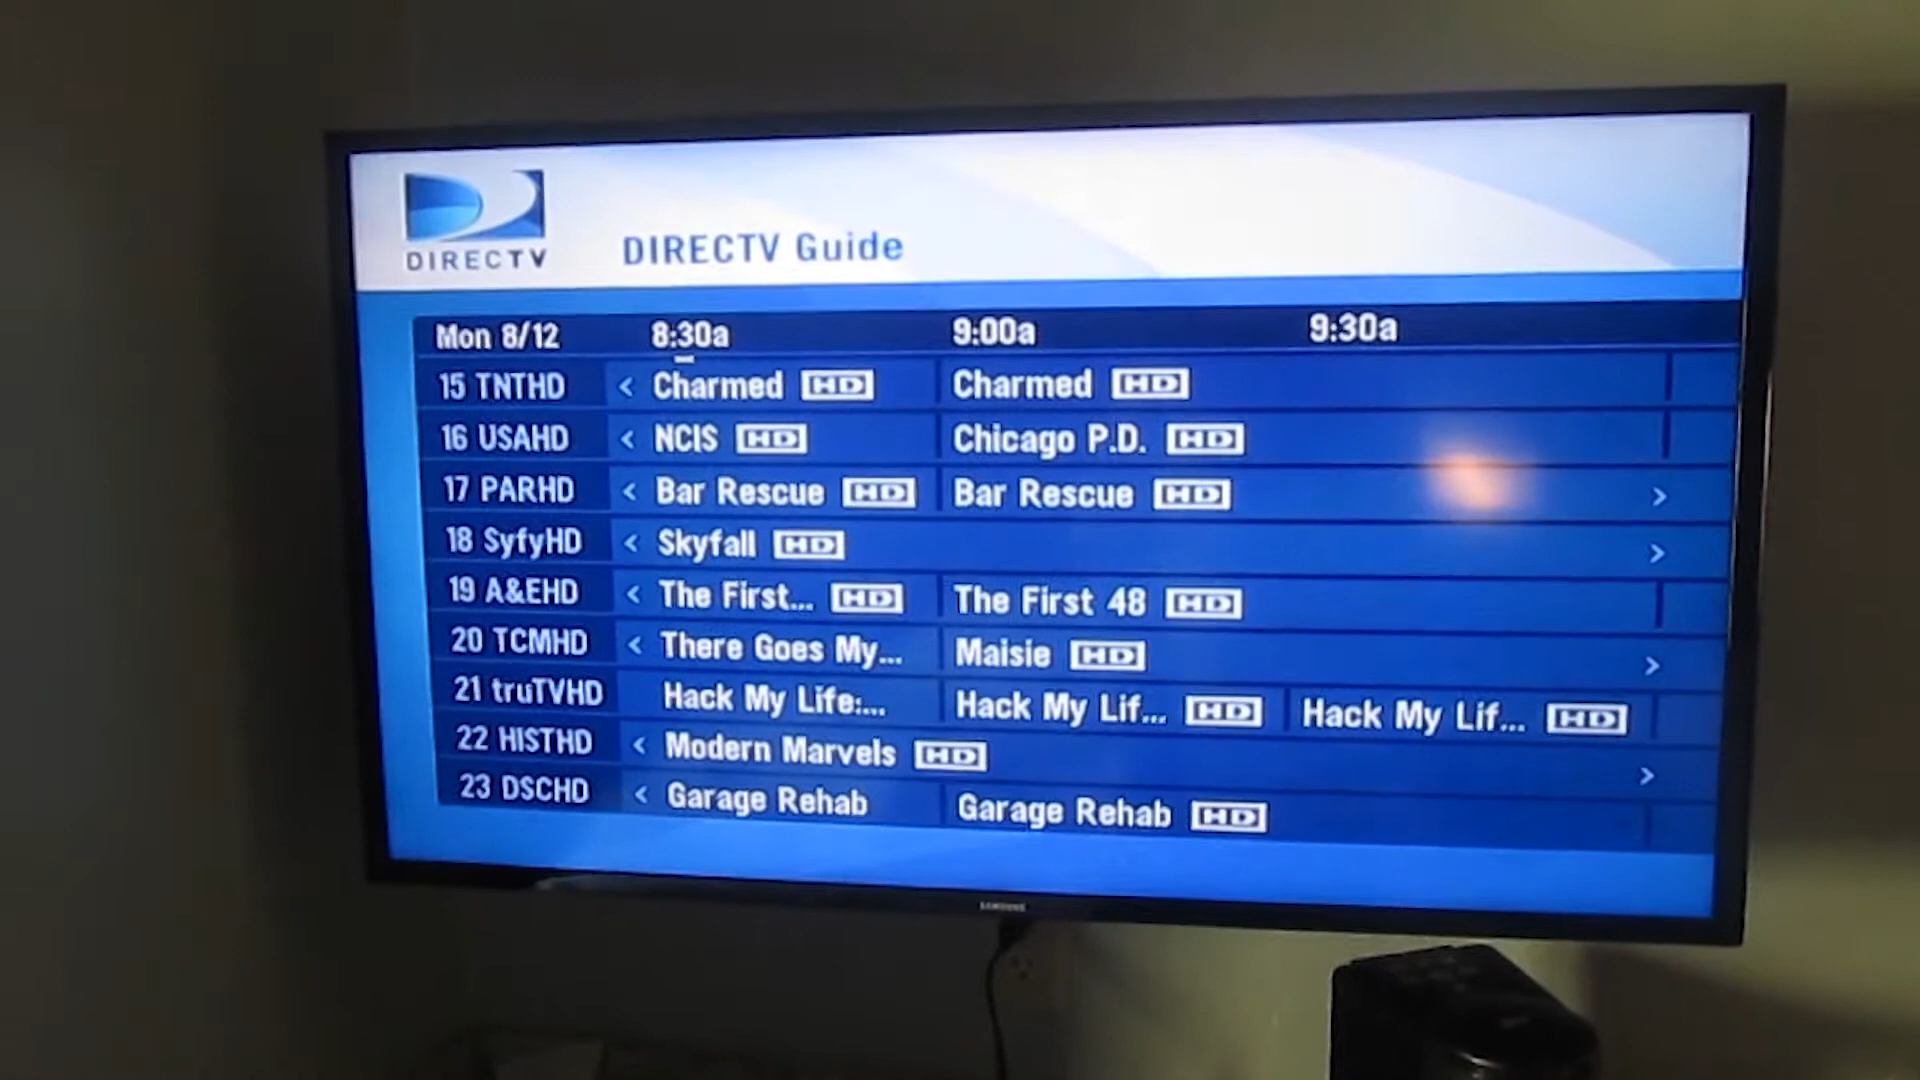 DIRECTV
DIRECTV Guide
Mon 8/12 8:30a 9:00a 9:30a
15 TNTHD < Charmed HD Charmed HD
16 USAHD < NCIS HD Chicago P.D. HD
17 PARHD < Bar Rescue HD Bar Rescue HD >
18 SyfyHD < Skyfall HD >
19 A&EHD < The First... HD The First 48 HD
20 TCMHD < There Goes My... Maisie HD >
21 truTVHD Hack My Life:... Hack My Lif... HD Hack My Lif... HD
22 HISTHD < Modern Marvels HD >
23 DSCHD < Garage Rehab Garage Rehab HD
SAMSUNG